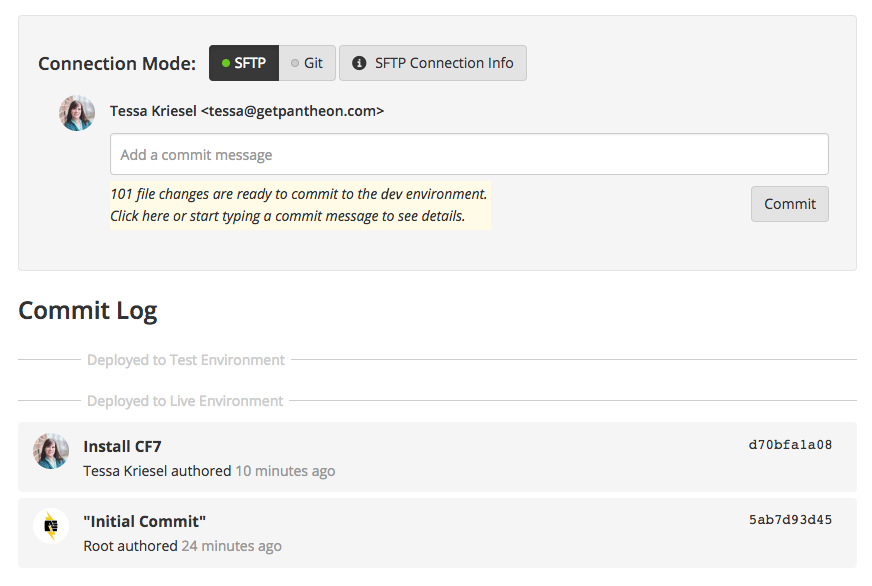 Connection Mode: SFTP Git SFTP Connection Info
Tessa Kriesel <tessa@getpantheon.com>
Add a commit message
101 file changes are ready to commit to the dev environment.
Click here or start typing a commit message to see details.
Commit
Commit Log
Deployed to Test Environment
Deployed to Live Environment
Install CF7 d70bfa1a08
Tessa Kriesel authored 10 minutes ago
"Initial Commit" 5ab7d93d45
Root authored 24 minutes ago